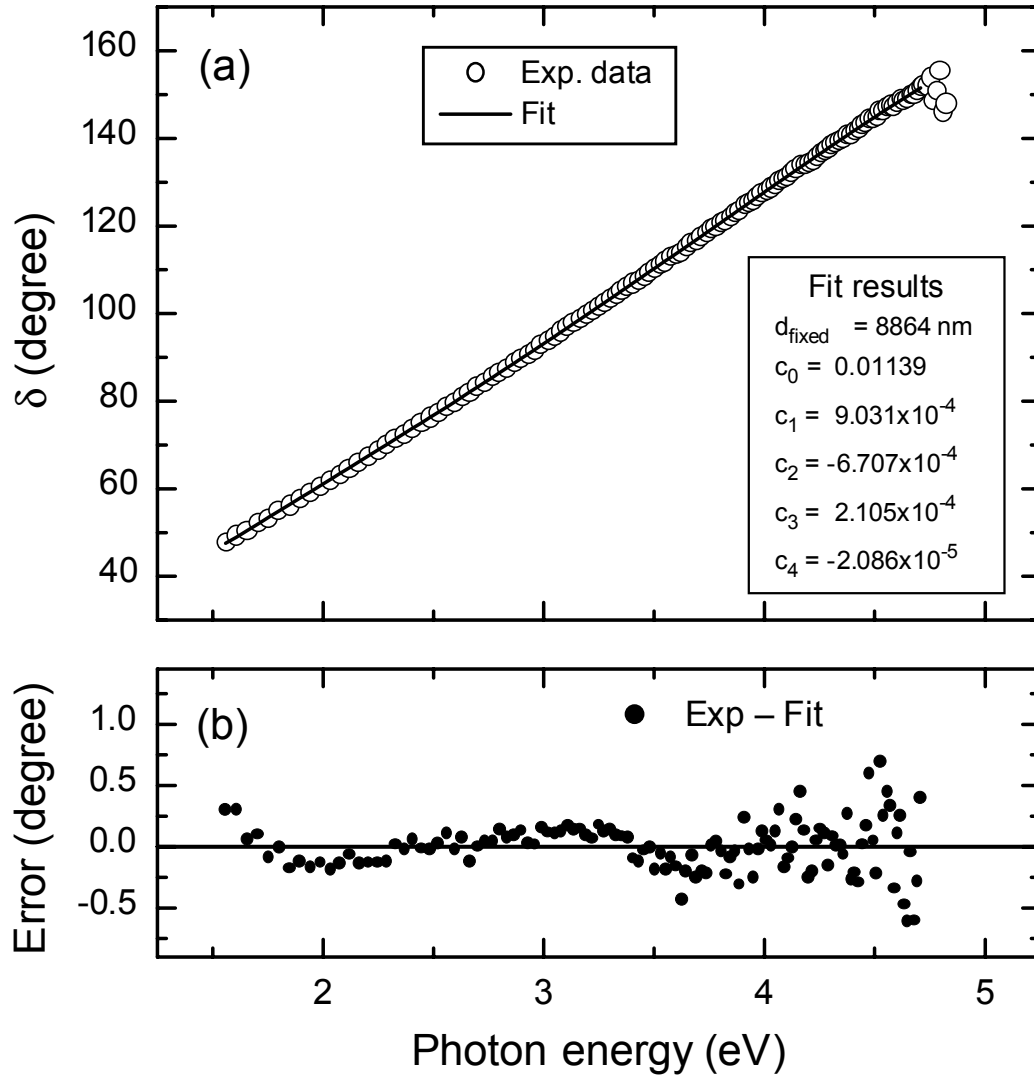 (a)
Exp. data
Fit
160
140
120
100
80
60
40
δ (degree)
Fit results
d_fixed = 8864 nm
c_0 = 0.01139
c_1 = 9.031x10^-4
c_2 = -6.707x10^-4
c_3 = 2.105x10^-4
c_4 = -2.086x10^-5
(b)
Exp – Fit
1.0
0.5
0.0
-0.5
Error (degree)
2 3 4 5
Photon energy (eV)